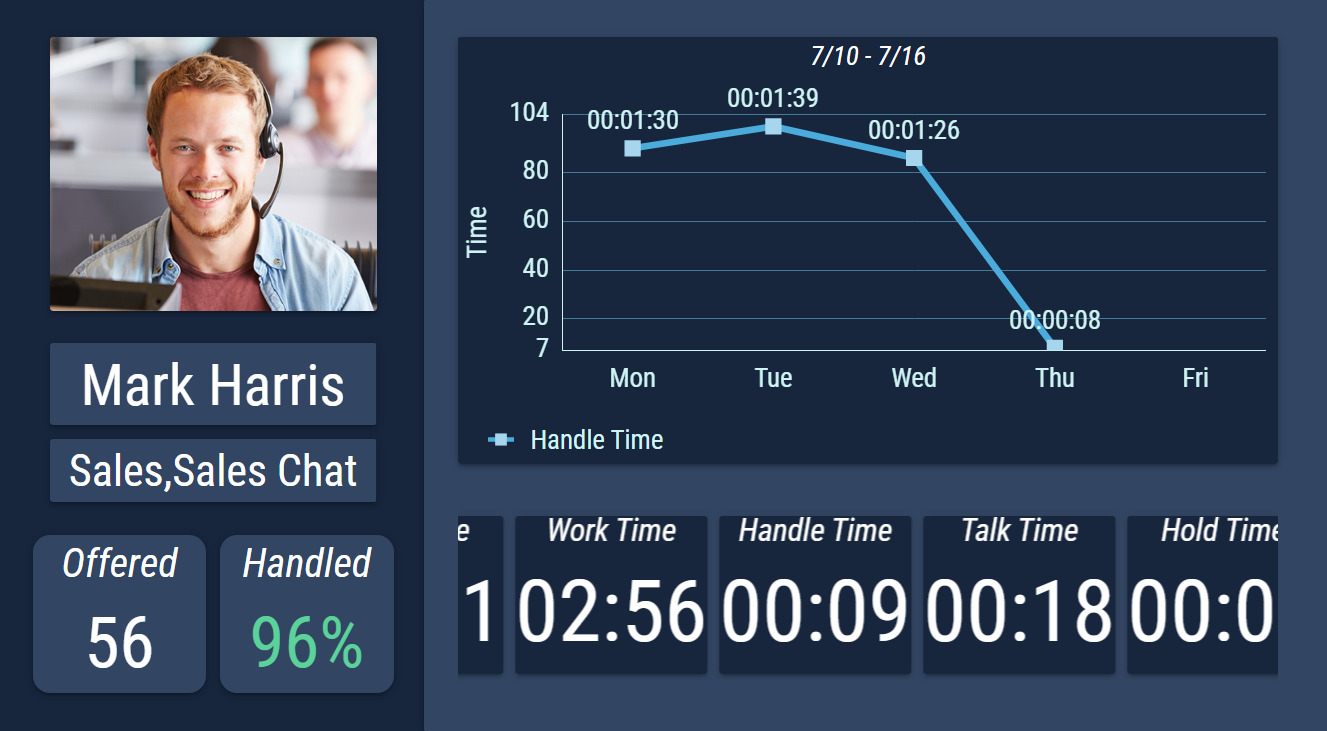 Mark Harris
Sales,Sales Chat
Offered
56
Handled
96%
7/10 - 7/16
Time
104
80
60
40
20
7
00:01:30
00:01:39
00:01:26
00:00:08
Mon Tue Wed Thu Fri
Handle Time
e
1
Work Time
02:56
Handle Time
00:09
Talk Time
00:18
Hold Time
00:0